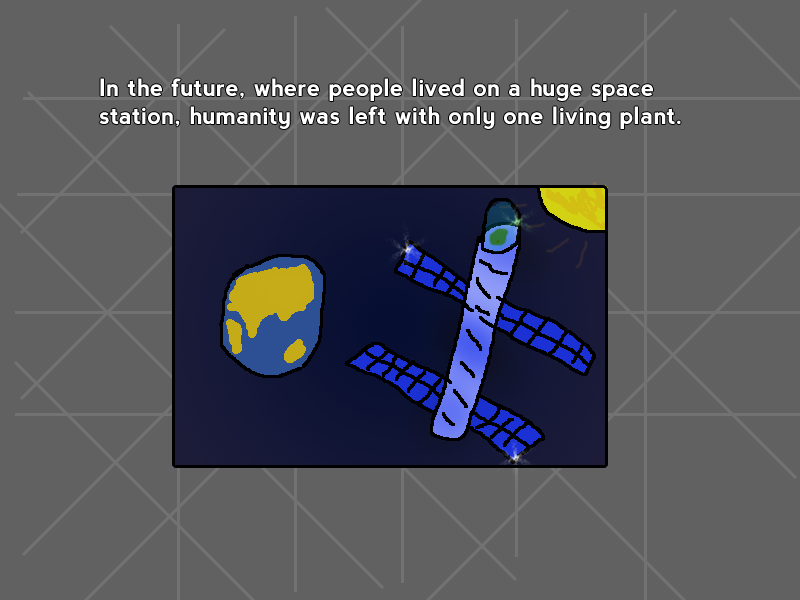 In the future, where people lived on a huge space
station, humanity was left with only one living plant.